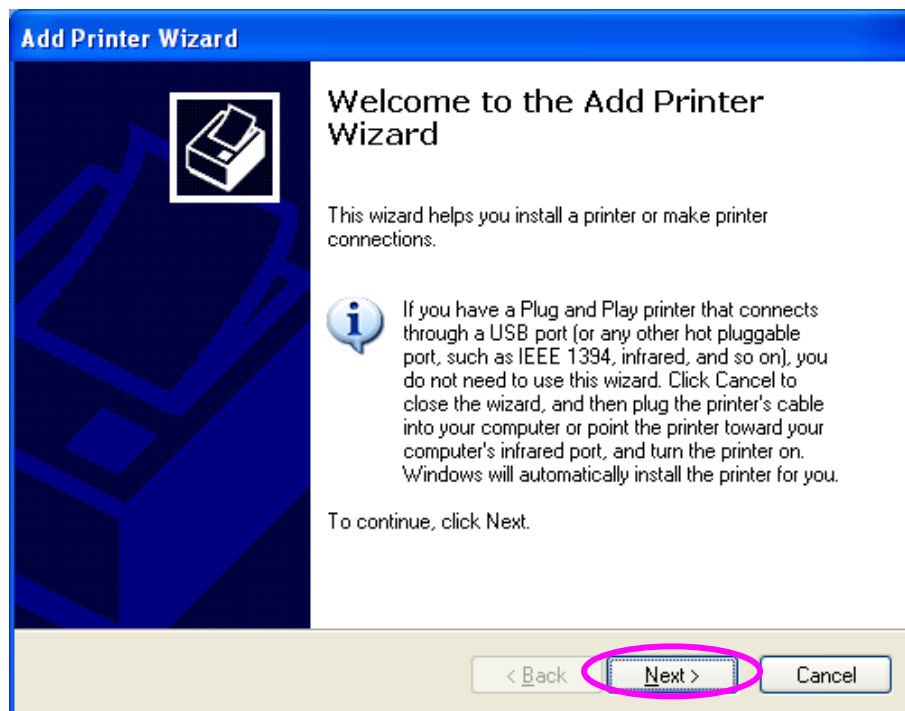 Add Printer Wizard
Welcome to the Add Printer
Wizard
This wizard helps you install a printer or make printer
connections.
If you have a Plug and Play printer that connects
through a USB port (or any other hot pluggable
port, such as IEEE 1394, infrared, and so on), you
do not need to use this wizard. Click Cancel to
close the wizard, and then plug the printer's cable
into your computer or point the printer toward your
computer's infrared port, and turn the printer on.
Windows will automatically install the printer for you.
To continue, click Next.
< Back Next > Cancel